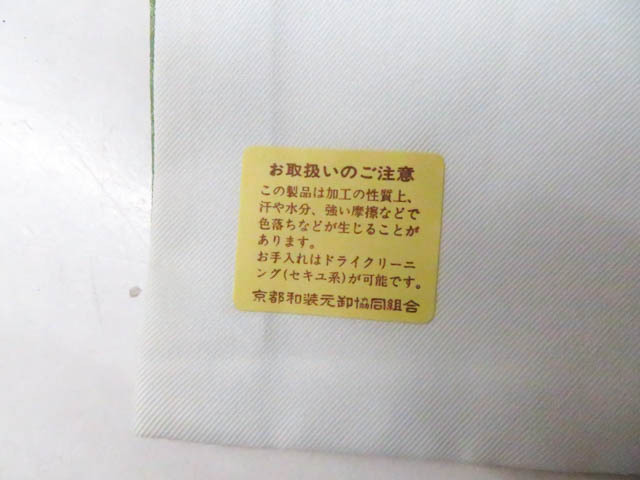 お取扱いのご注意
この製品は加工の性質上、
汗や水分、強い摩擦などで
色落ちなどが生じることが
あります。
お手入れはドライクリーニ
ング(セキユ系)が可能です。
京都和装元卸協同組合